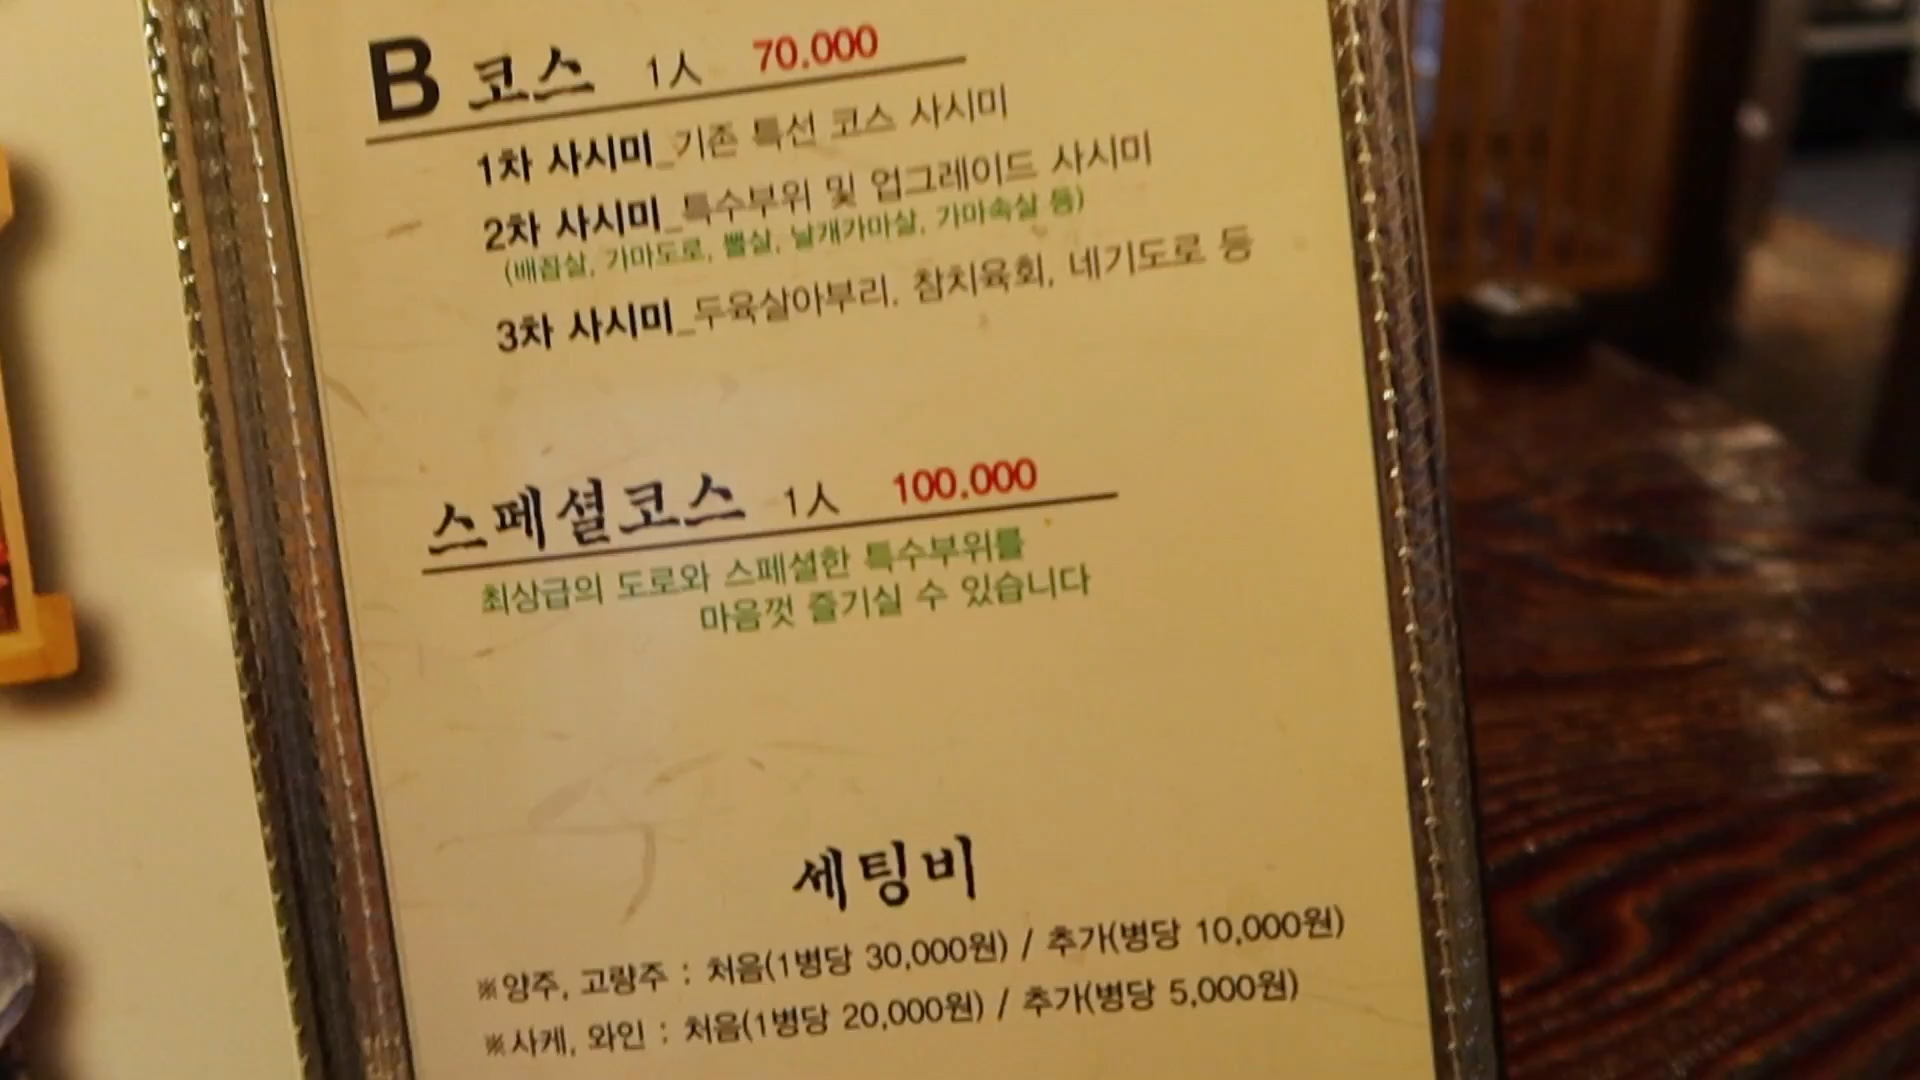 B 코스 1人 70.000
1차 사시미_기존 특선 코스 사시미
2차 사시미_특수부위 및 업그레이드 사시미
(배꼽살, 가마도로, 뽈살, 날개가마살, 가마속살 등)
3차 사시미_두육살아부리, 참치육회, 네기도로 등
스페셜코스 1人 100.000
최상급의 도로와 스페셜한 특수부위를
마음껏 즐기실 수 있습니다
세팅비
※양주, 고량주 : 처음(1병당 30,000원) / 추가(병당 10,000원)
※사케, 와인 : 처음(1병당 20,000원) / 추가(병당 5,000원)